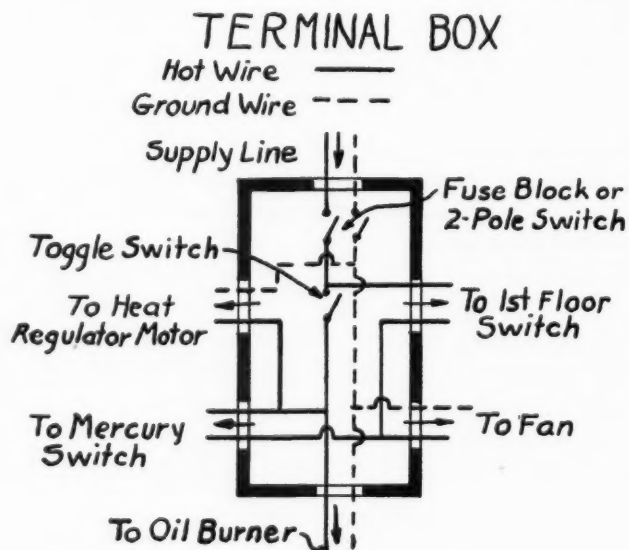 TERMINAL BOX
Hot Wire
Ground Wire
Supply Line
Fuse Block or
2-Pole Switch
Toggle Switch
To Heat
Regulator Motor
To 1st Floor
Switch
To Mercury
Switch
To Fan
To Oil Burner